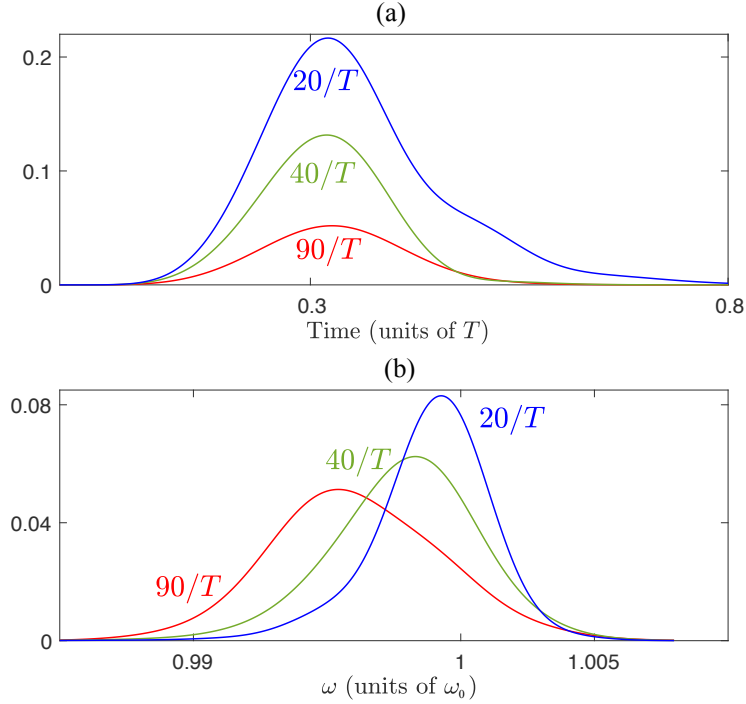 (a)
0.2
20/T
40/T
0.1
90/T
0
0.3
0.8
Time (units of T)
(b)
0.08
20/T
40/T
0.04
90/T
0
0.99
1
1.005
ω (units of ω₀)